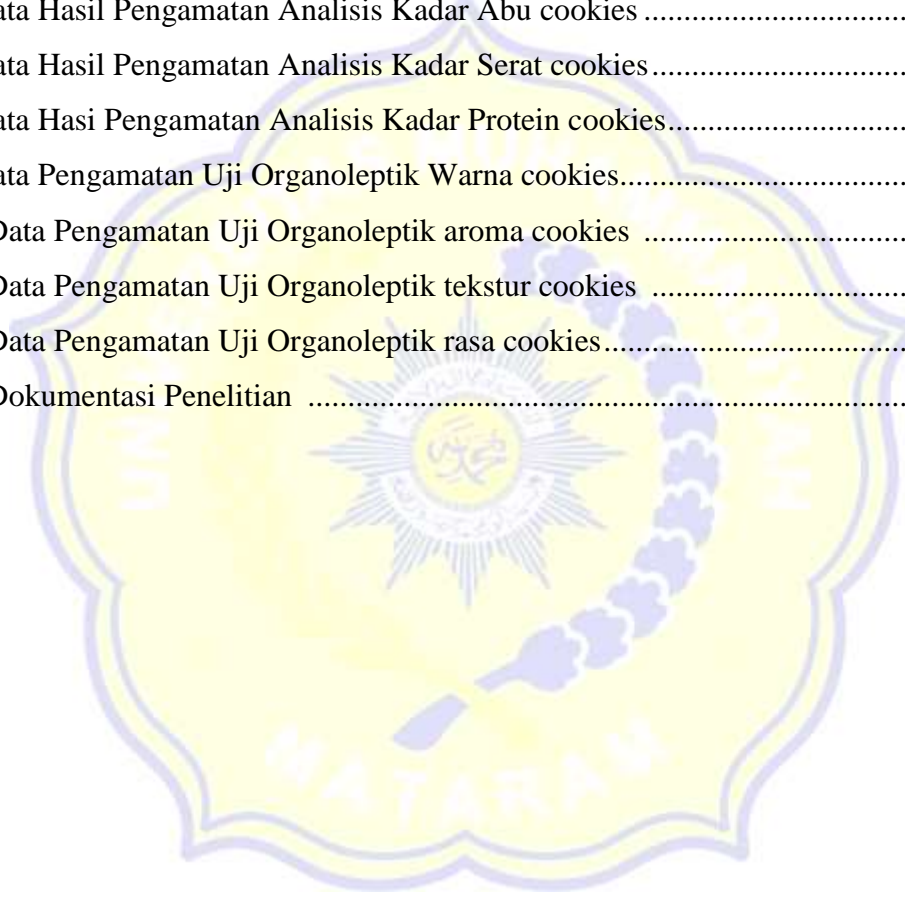 ata Hasil Pengamatan Analisis Kadar Abu cookies ....................................
ata Hasil Pengamatan Analisis Kadar Serat cookies ...................................
ata Hasi Pengamatan Analisis Kadar Protein cookies.................................
ata Pengamatan Uji Organoleptik Warna cookies.......................................
Data Pengamatan Uji Organoleptik aroma cookies ....................................
Data Pengamatan Uji Organoleptik tekstur cookies ...................................
Data Pengamatan Uji Organoleptik rasa cookies.........................................
Dokumentasi Penelitian ................................................................................
UNIVERSITAS MUHAMMADIYAH
MATARAM